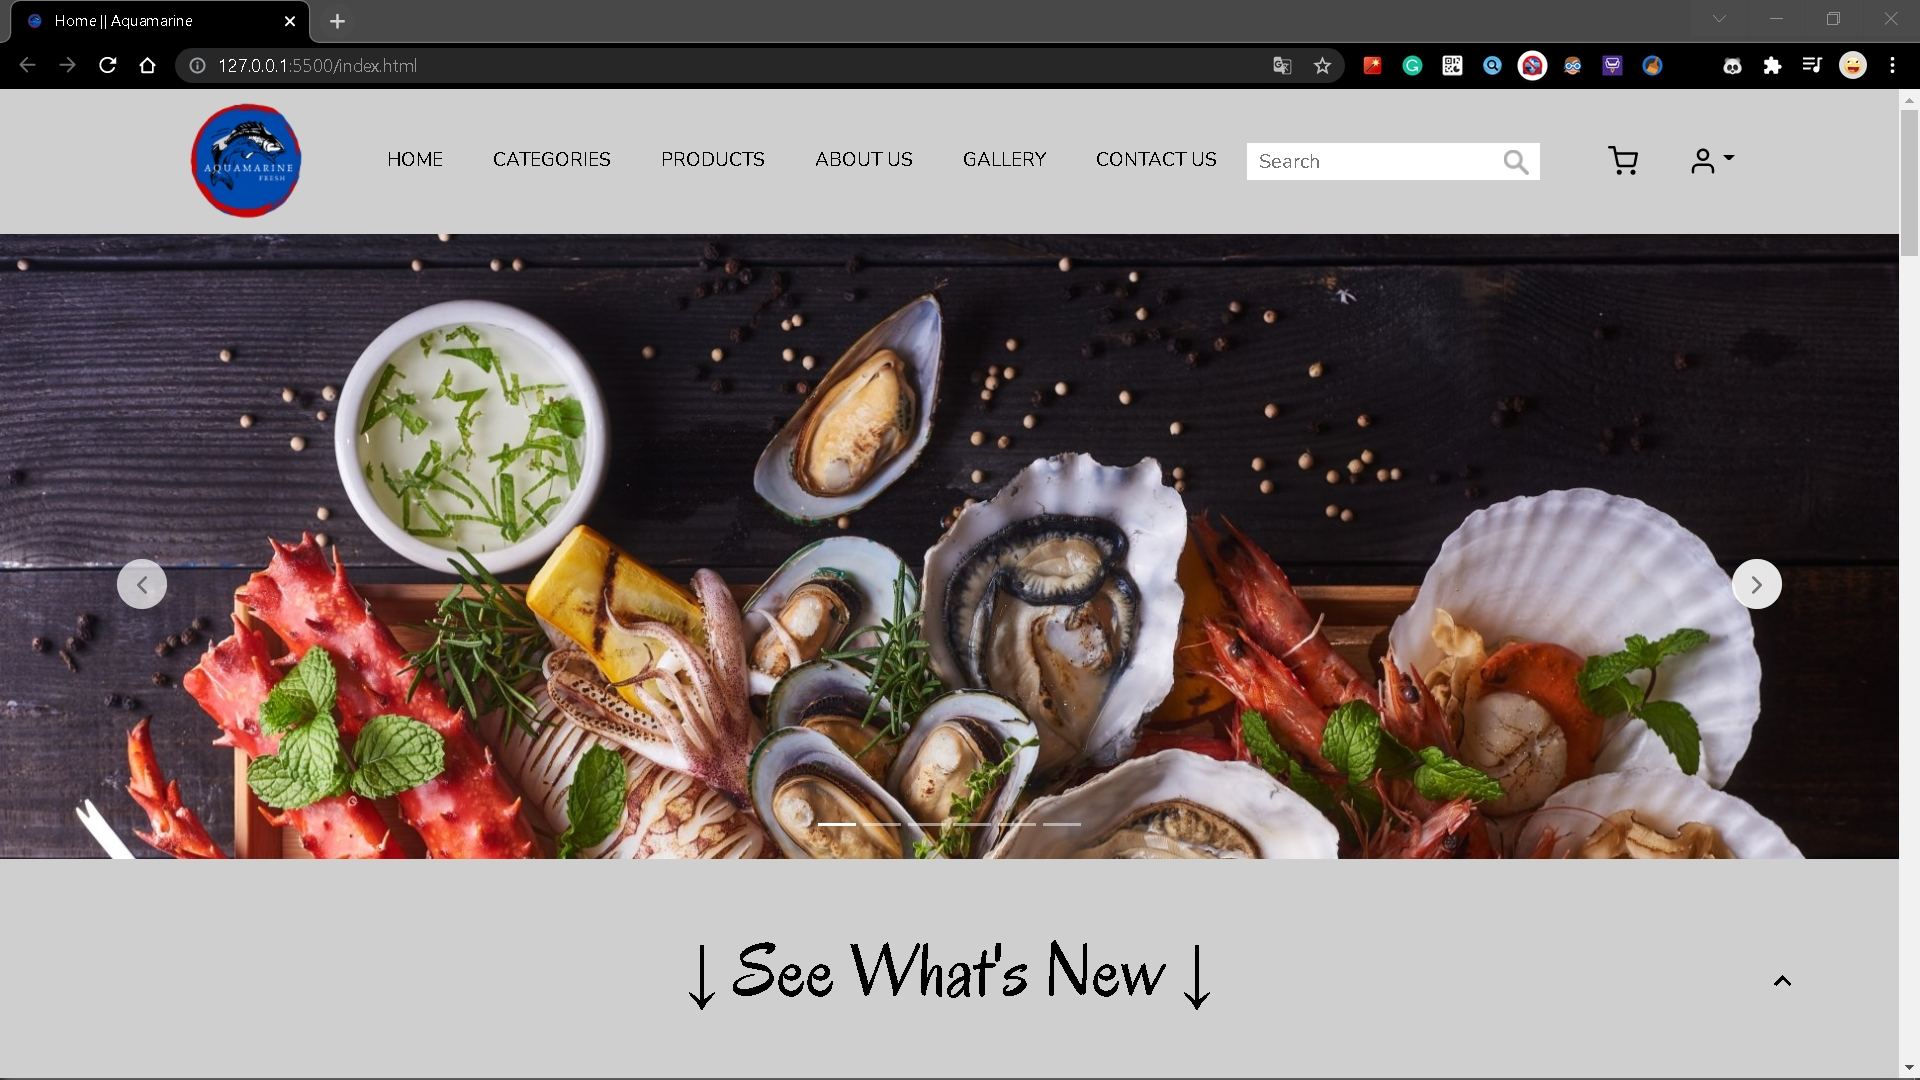 Home || Aquamarine
127.0.0.1:5500/index.html
AQUAMARINE
FRESH
HOME
CATEGORIES
PRODUCTS
ABOUT US
GALLERY
CONTACT US
Search
↓ See What's New ↓